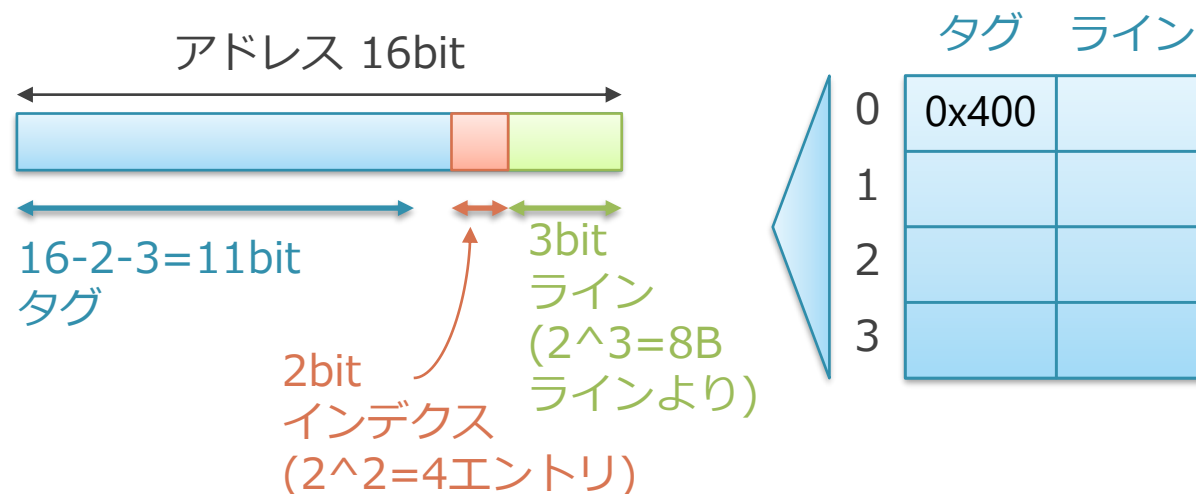 アドレス 16bit
16-2-3=11bit
タグ
2bit
インデクス
(2^2=4エントリ)
3bit
ライン
(2^3=8B
ラインより)
タグ ライン
0 0x400
1
2
3